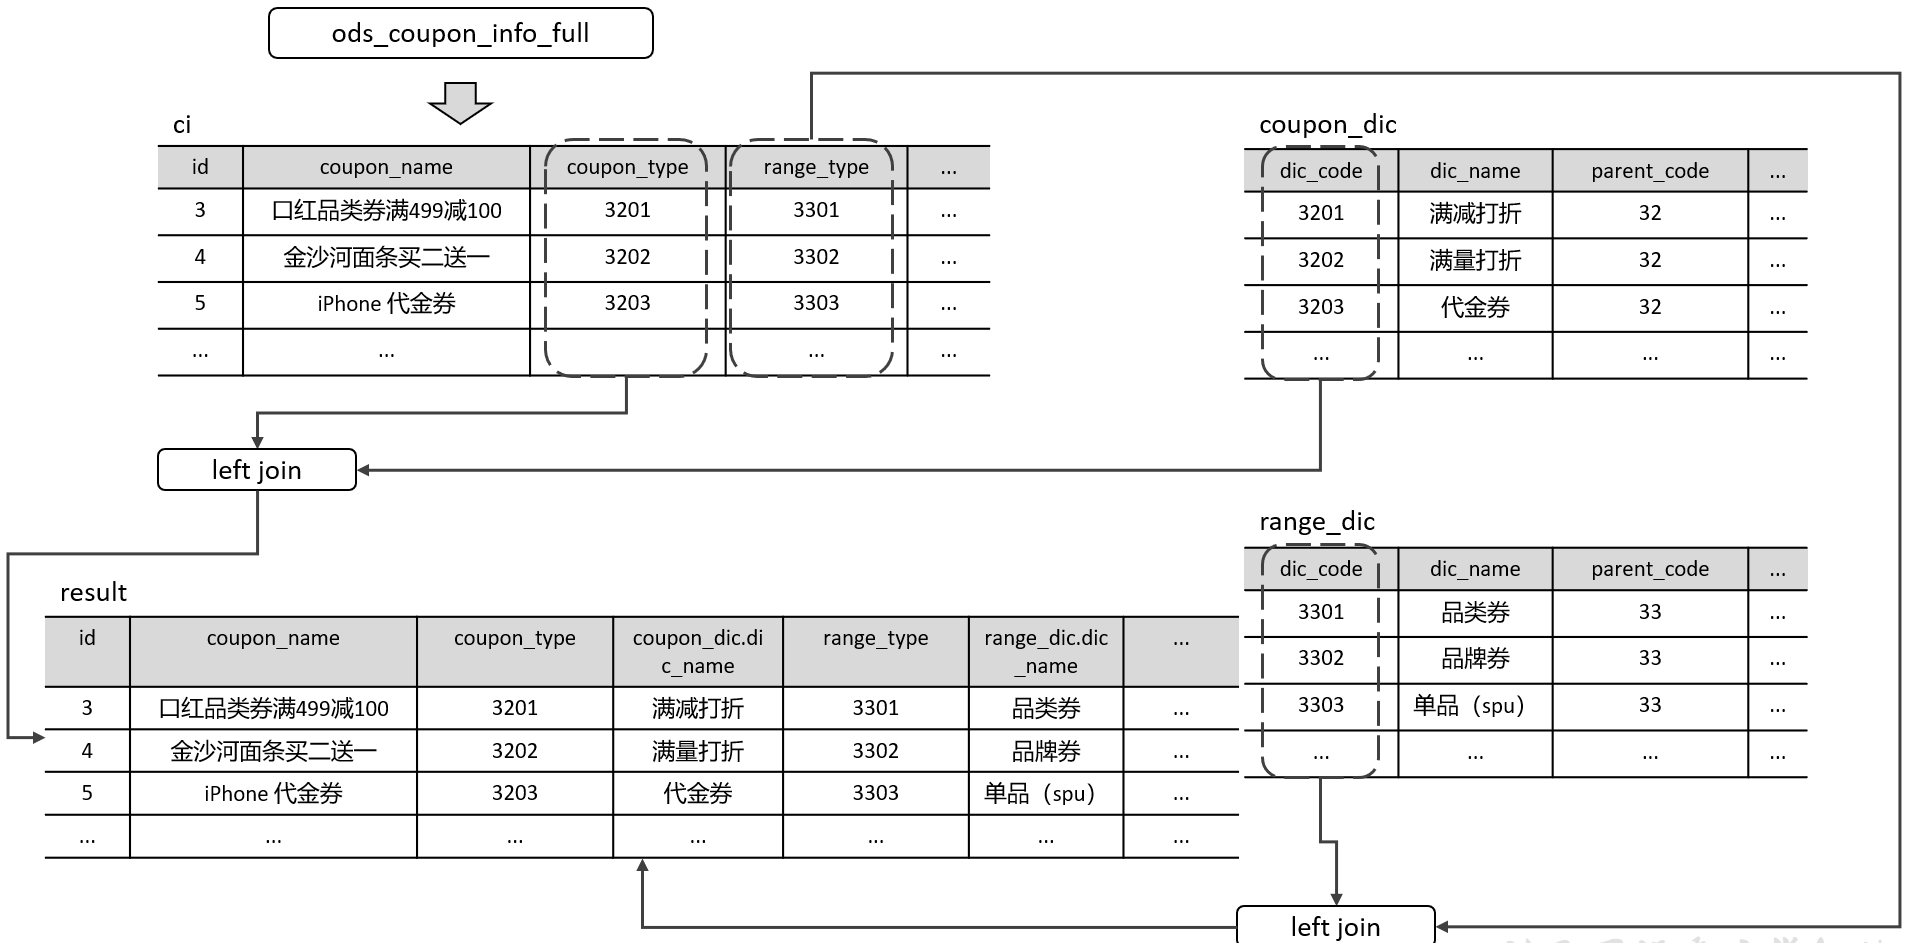 ods_coupon_info_full
ci
id coupon_name coupon_type range_type ...
3 口红品类券满499减100 3201 3301 ...
4 金沙河面条买二送一 3202 3302 ...
5 iPhone 代金券 3203 3303 ...
... ... ... ...
coupon_dic
dic_code dic_name parent_code ...
3201 满减打折 32 ...
3202 满量打折 32 ...
3203 代金券 32 ...
... ... ... ...
left join
range_dic
dic_code dic_name parent_code ...
3301 品类券 33 ...
3302 品牌券 33 ...
3303 单品（spu） 33 ...
... ... ... ...
result
id coupon_name coupon_type coupon_dic.di range_type range_dic.dic ...
c_name _name
3 口红品类券满499减100 3201 满减打折 3301 品类券 ...
4 金沙河面条买二送一 3202 满量打折 3302 品牌券 ...
5 iPhone 代金券 3203 代金券 3303 单品（spu） ...
... ... ... ... ... ... ...
left join